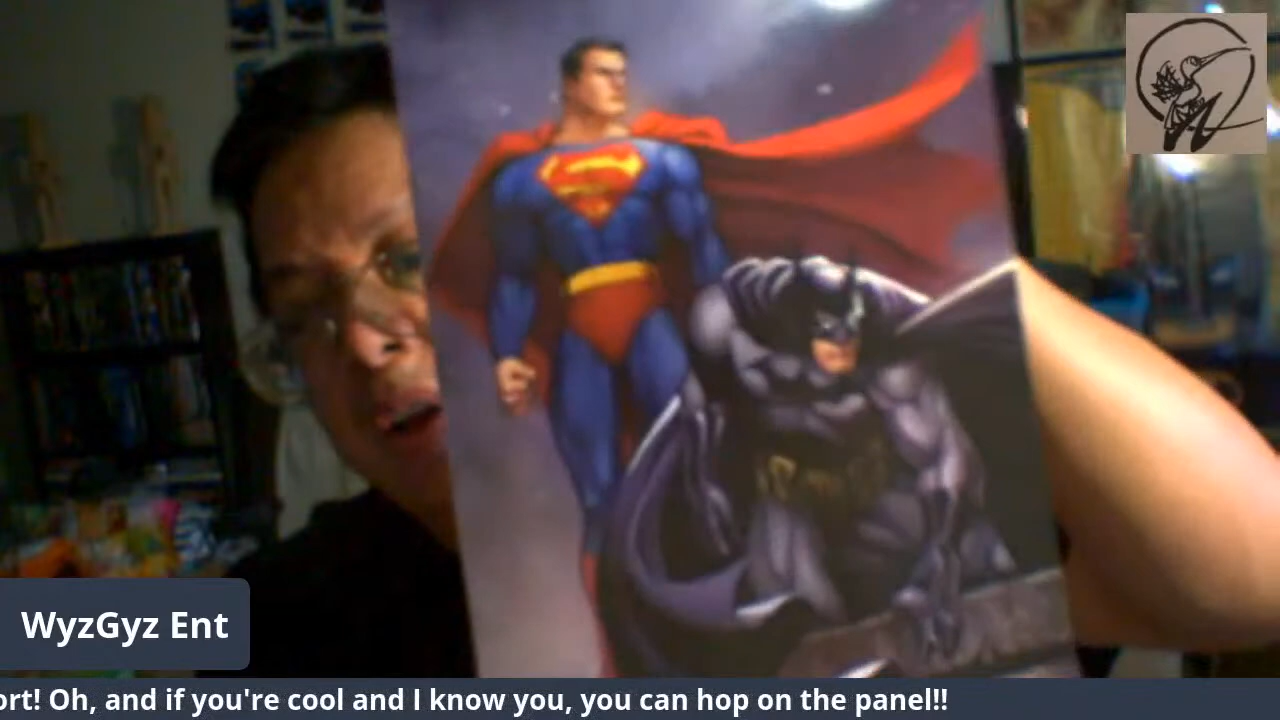 WyzGyz Ent
ort! Oh, and if you're cool and I know you, you can hop on the panel!!